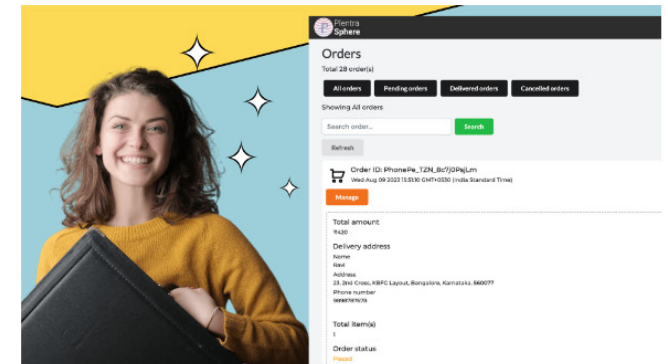 Plentra
Sphere
Orders
Total 28 order(s)
All orders
Pending orders
Delivered orders
Cancelled orders
Showing All orders
Search order...
Search
Refresh
Order ID: PhonePe_TZN_8c7j0PsjLm
Wed Aug 09 2023 15:51:10 GMT+0530 (India Standard Time)
Manage
Total amount
₹420
Delivery address
Name
Ravi
Address
23, 2nd Cross, KBFC Layout, Bangalore, Karnataka, 560077
Phone number
Total item(s)
1
Order status
Placed